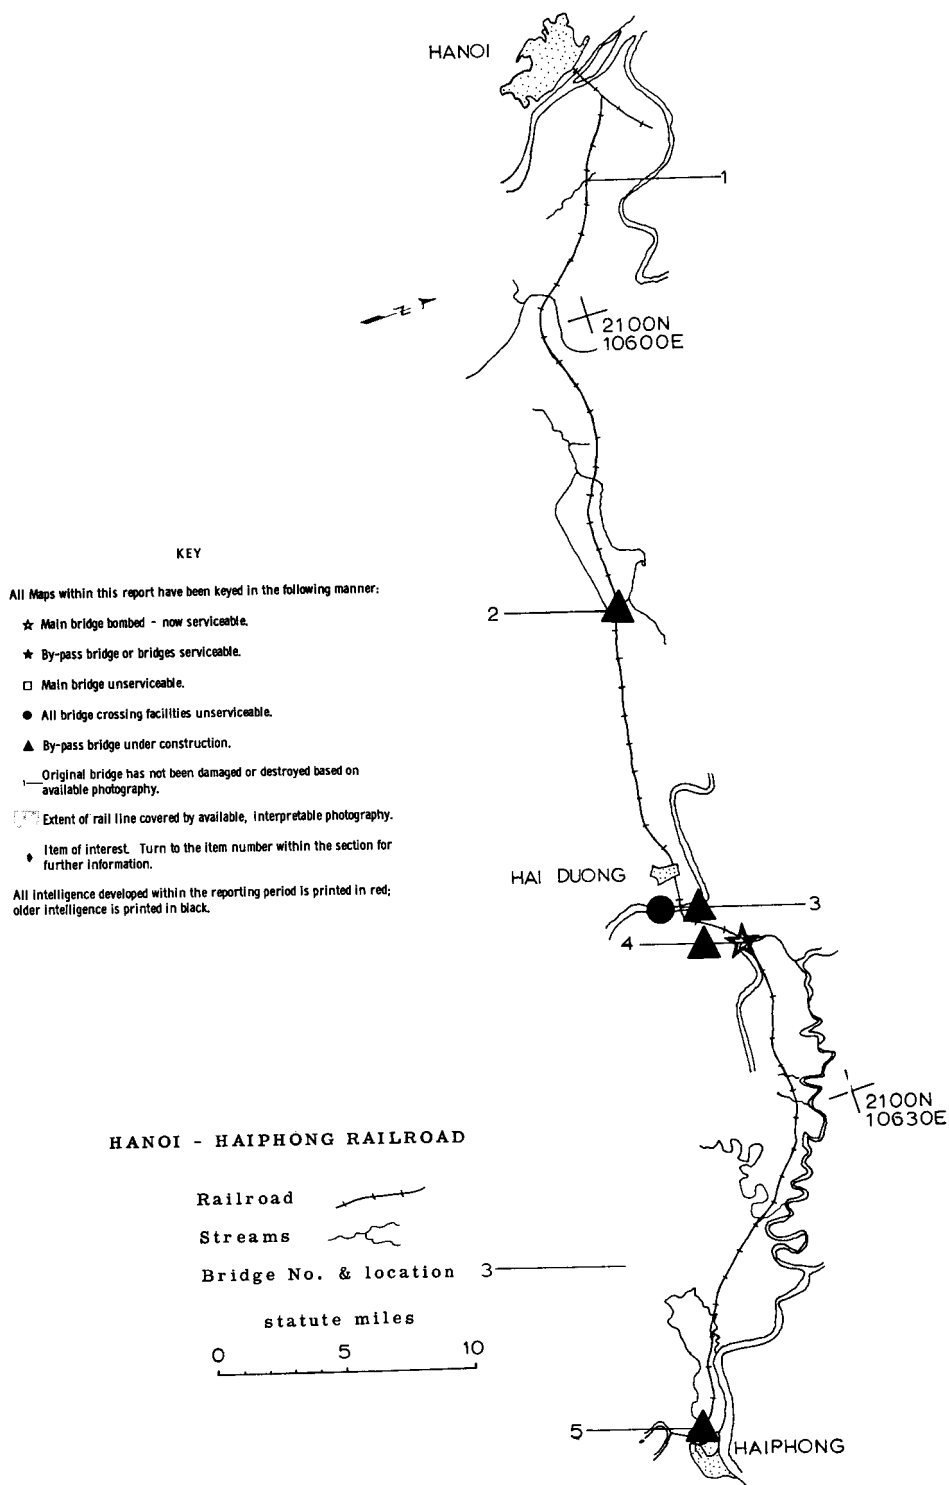 HANOI
1
N
2100N
10600E
KEY
All Maps within this report have been keyed in the following manner:
Main bridge bombed - now serviceable.
By-pass bridge or bridges serviceable.
Main bridge unserviceable.
All bridge crossing facilities unserviceable.
By-pass bridge under construction.
Original bridge has not been damaged or destroyed based on
available photography.
Extent of rail line covered by available, interpretable photography.
Item of interest. Turn to the item number within the section for
further information.
All intelligence developed within the reporting period is printed in red;
older intelligence is printed in black.
2
HAI DUONG
3
4
2100N
10630E
HANOI - HAIPHONG RAILROAD
Railroad
Streams
Bridge No. & location 3
statute miles
0 5 10
5
HAIPHONG